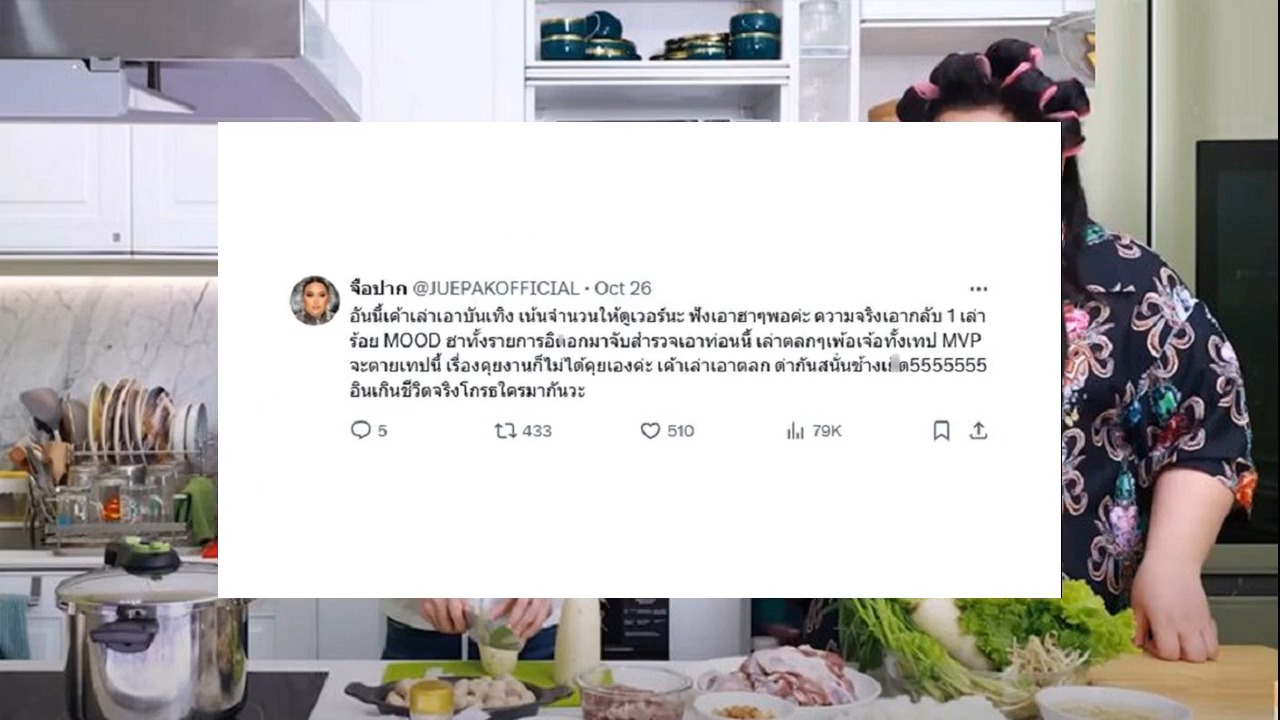 จือปาก @JUEPAKOFFICIAL · Oct 26
อันนี้เค้าเล่าเอาบันเทิง เน้นจำนวนให้ดูเวอร์นะ ฟังเอาฮาๆพอค่ะ ความจริงเอากลับ 1 เล่า
ร้อย MOOD ฮาทั้งรายการอิดอกมาจับสำรวจเอาท่อนนี้ เล่าตลกๆเพ้อเจ้อทั้งเทป MVP
จะตายเทปนี้ เรื่องคุยงานก็ไม่ได้คุยเองค่ะ เค้าเล่าเอาตลก ด่ากันสนั่นช้าง5555555
อินเกินชีวิตจริงโกรธใครมากันวะ
5 433 510 79K